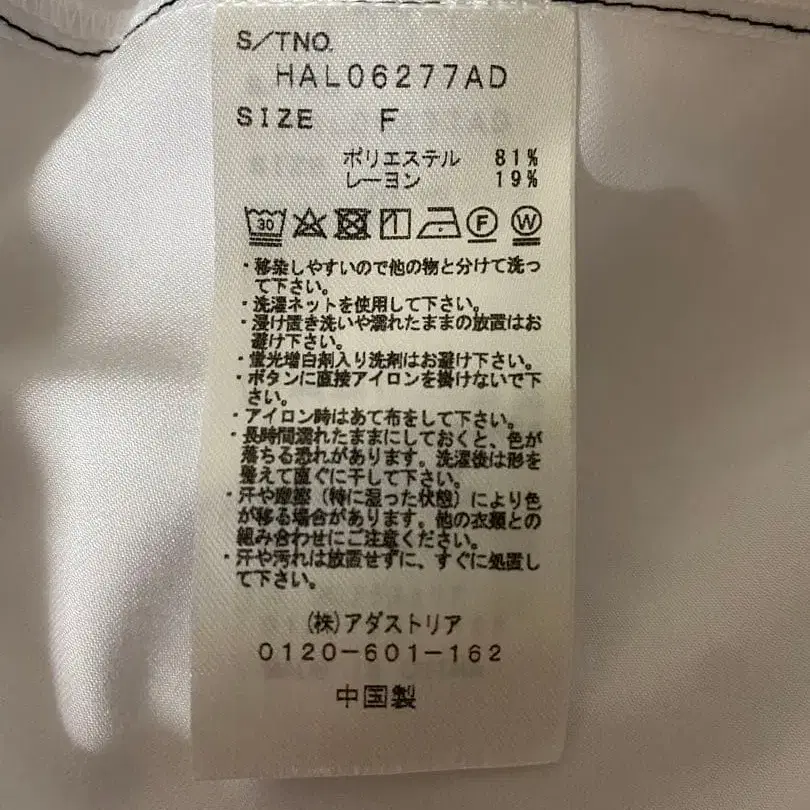 S/TNO.
HAL06277AD
SIZE F
ポリエステル 81%
レーヨン 19%
30 F W
・移染しやすいので他の物と分けて洗っ
て下さい。
・洗濯ネットを使用して下さい。
・浸け置き洗いや濡れたままの放置はお
避け下さい。
・蛍光増白剤入り洗剤はお避け下さい。
・ボタンに直接アイロンを掛けないで下
さい。
・アイロン時はあて布をして下さい。
・長時間濡れたままにしておくと、色が
落ちる恐れがあります。洗濯後は形を
整えて直ぐに干して下さい。
・汗や摩擦（特に湿った状態）により色
が移る場合があります。他の衣類との
組み合わせにご注意ください。
・汗や汚れは放置せずに、すぐに処置し
て下さい。
(株)アダストリア
0120-601-162
中国製